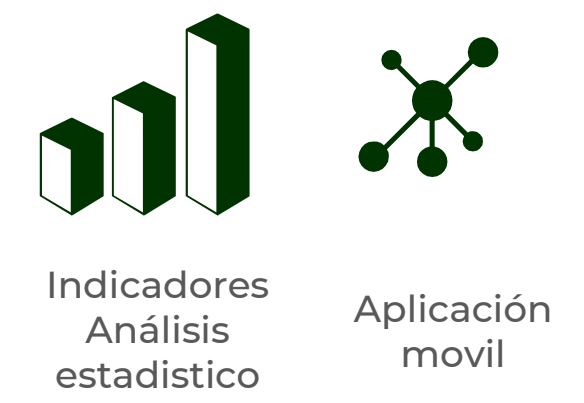 Indicadores
Análisis
estadistico
Aplicación
movil